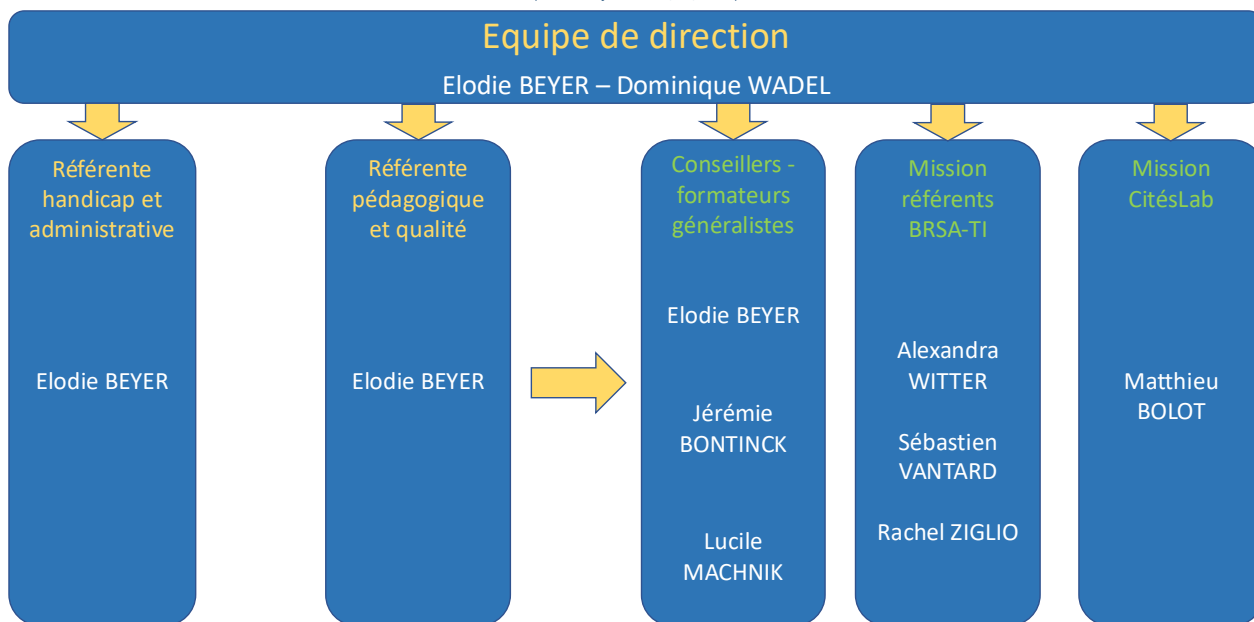 Equipe de direction
Elodie BEYER – Dominique WADEL
Référente
handicap et
administrative
Elodie BEYER
Référente
pédagogique
et qualité
Elodie BEYER
Conseillers -
formateurs
généralistes
Elodie BEYER
Jérémie
BONTINCK
Lucile
MACHNIK
Mission
référents
BRSA-TI
Alexandra
WITTER
Sébastien
VANTARD
Rachel ZIGLIO
Mission
CitésLab
Matthieu
BOLOT